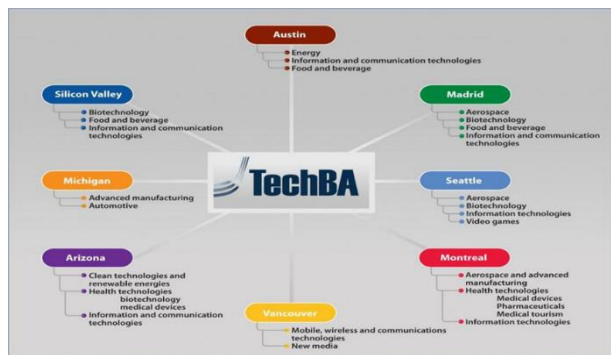 Austin
Energy
Information and communication technologies
Food and beverage
Silicon Valley
Biotechnology
Food and beverage
Information and communication
technologies
Madrid
Aerospace
Biotechnology
Food and beverage
Information and communication
technologies
Michigan
Advanced manufacturing
Automotive
TechBA
Seattle
Aerospace
Biotechnology
Information technologies
Video games
Arizona
Clean technologies and
renewable energies
Health technologies
biotechnology
medical devices
Information and communication
technologies
Vancouver
Mobile, wireless and communications
technologies
New media
Montreal
Aerospace and advanced
manufacturing
Health technologies
Medical devices
Pharmaceuticals
Medical tourism
Information technologies